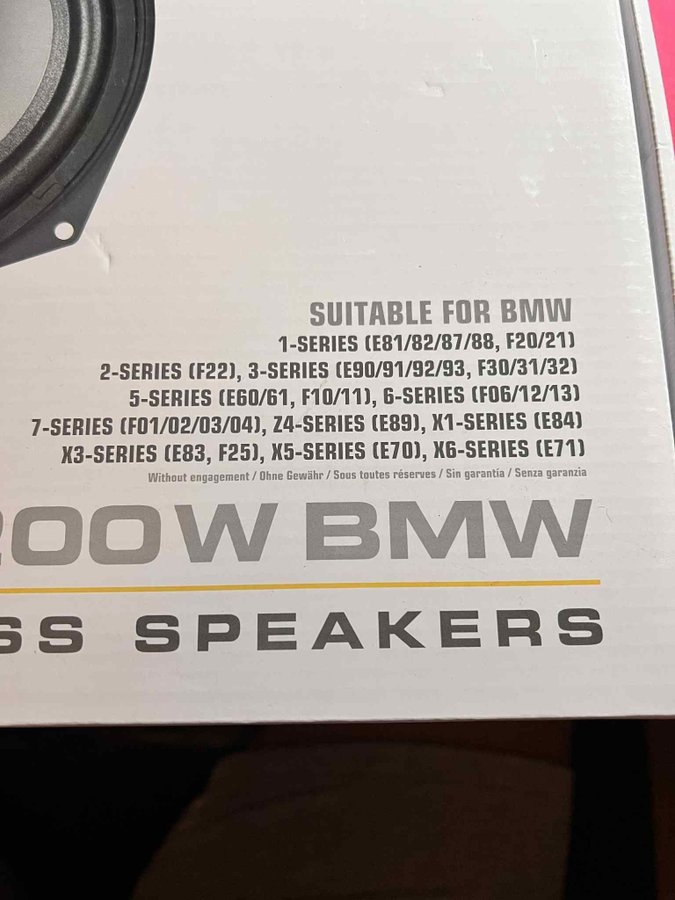 SUITABLE FOR BMW
1-SERIES (E81/82/87/88, F20/21)
2-SERIES (F22), 3-SERIES (E90/91/92/93, F30/31/32)
5-SERIES (E60/61, F10/11), 6-SERIES (F06/12/13)
7-SERIES (F01/02/03/04), Z4-SERIES (E89), X1-SERIES (E84)
X3-SERIES (E83, F25), X5-SERIES (E70), X6-SERIES (E71)
Without engagement / Ohne Gewähr / Sous toutes réserves / Sin garantía / Senza garanzia
200W BMW
SS SPEAKERS